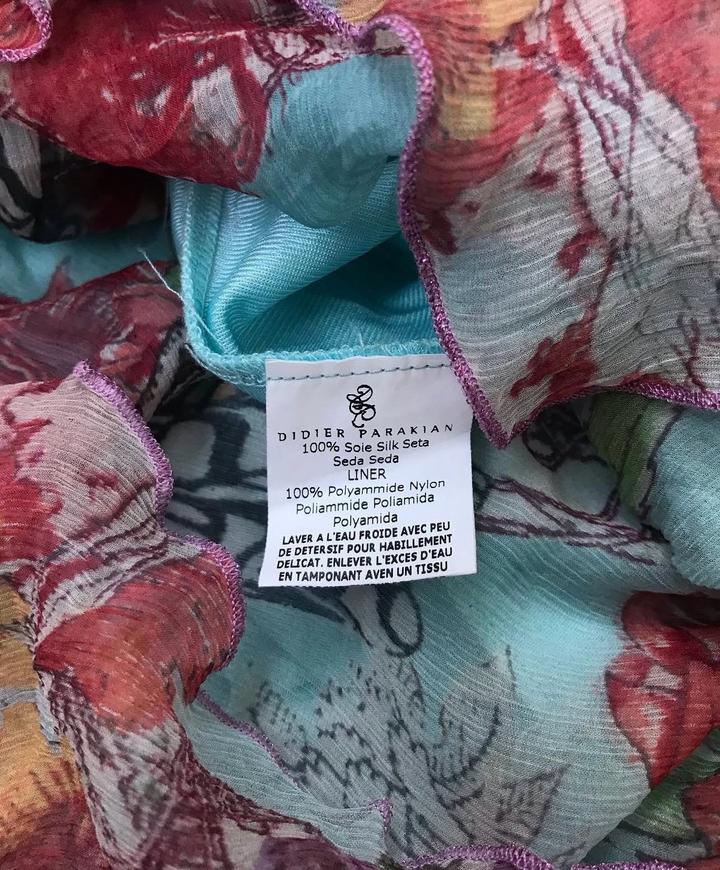 DIDIER PARAKIAN
100% Soie Silk Seta
Seda Seda
LINER
100% Polyammide Nylon
Poliammide Poliamida
Polyamida
LAVER A L'EAU FROIDE AVEC PEU
DE DETERSIF POUR HABILLEMENT
DELICAT. ENLEVER L'EXCES D'EAU
EN TAMPONANT AVEN UN TISSU